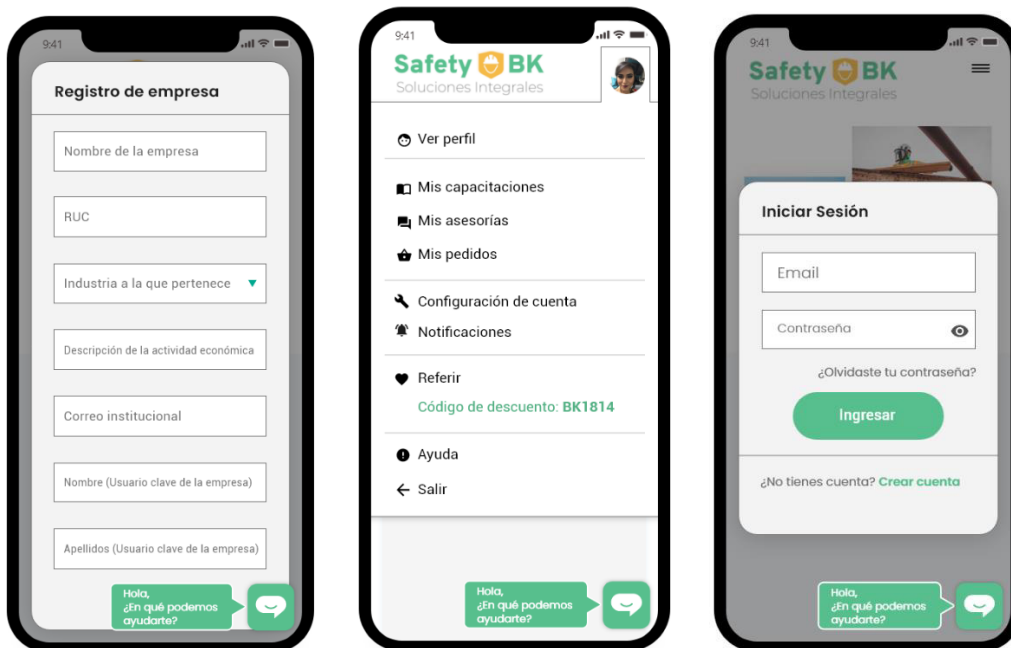 9:41
Registro de empresa
Nombre de la empresa
RUC
Industria a la que pertenece
Descripción de la actividad económica
Correo institucional
Nombre (Usuario clave de la empresa)
Apellidos (Usuario clave de la empresa)
Hola,
¿En qué podemos
ayudarte?
9:41
Safety BK
Soluciones Integrales
Ver perfil
Mis capacitaciones
Mis asesorías
Mis pedidos
Configuración de cuenta
Notificaciones
Referir
Código de descuento: BK1814
Ayuda
Salir
Hola,
¿En qué podemos
ayudarte?
9:41
Safety BK
Soluciones Integrales
Iniciar Sesión
Email
Contraseña
¿Olvidaste tu contraseña?
Ingresar
¿No tienes cuenta? Crear cuenta
Hola,
¿En qué podemos
ayudarte?